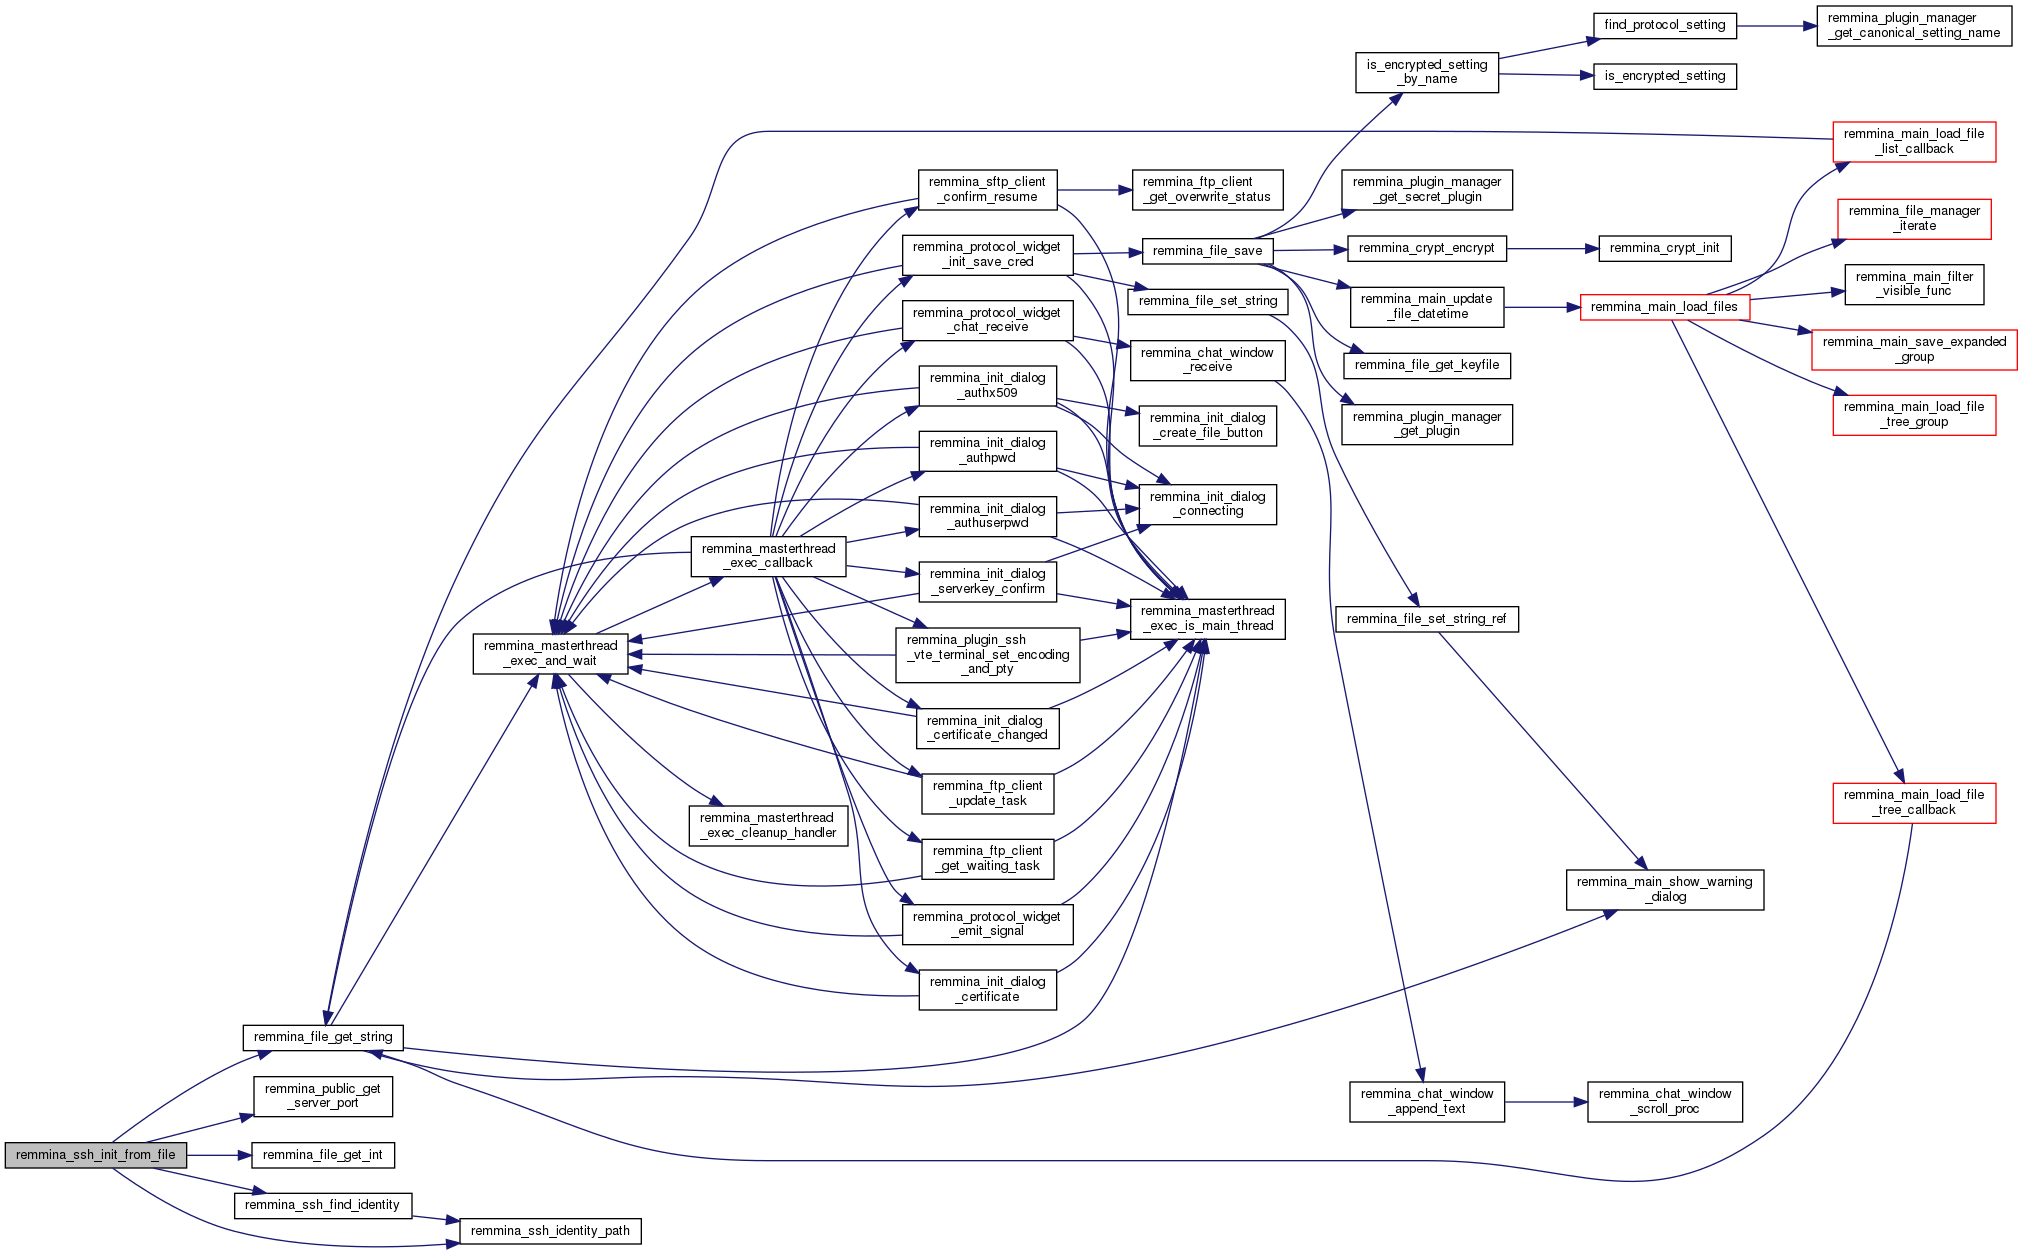 find_protocol_setting
remmina_plugin_manager
_get_canonical_setting_name
is_encrypted_setting
_by_name
is_encrypted_setting
remmina_main_load_file
_list_callback
remmina_sftp_client
_confirm_resume
remmina_ftp_client
_get_overwrite_status
remmina_plugin_manager
_get_secret_plugin
remmina_file_manager
_iterate
remmina_protocol_widget
_init_save_cred
remmina_file_save
remmina_crypt_encrypt
remmina_crypt_init
remmina_main_filter
_visible_func
remmina_file_set_string
remmina_main_update
_file_datetime
remmina_main_load_files
remmina_protocol_widget
_chat_receive
remmina_chat_window
_receive
remmina_file_get_keyfile
remmina_main_save_expanded
_group
remmina_init_dialog
_authx509
remmina_init_dialog
_create_file_button
remmina_plugin_manager
_get_plugin
remmina_main_load_file
_tree_group
remmina_init_dialog
_authpwd
remmina_init_dialog
_authuserpwd
remmina_init_dialog
_connecting
remmina_masterthread
_exec_callback
remmina_init_dialog
_serverkey_confirm
remmina_masterthread
_exec_is_main_thread
remmina_file_set_string_ref
remmina_masterthread
_exec_and_wait
remmina_plugin_ssh
_vte_terminal_set_encoding
_and_pty
remmina_init_dialog
_certificate_changed
remmina_ftp_client
_update_task
remmina_main_load_file
_tree_callback
remmina_masterthread
_exec_cleanup_handler
remmina_ftp_client
_get_waiting_task
remmina_main_show_warning
_dialog
remmina_protocol_widget
_emit_signal
remmina_init_dialog
_certificate
remmina_file_get_string
remmina_public_get
_server_port
remmina_chat_window
_append_text
remmina_chat_window
_scroll_proc
remmina_ssh_init_from_file
remmina_file_get_int
remmina_ssh_find_identity
remmina_ssh_identity_path